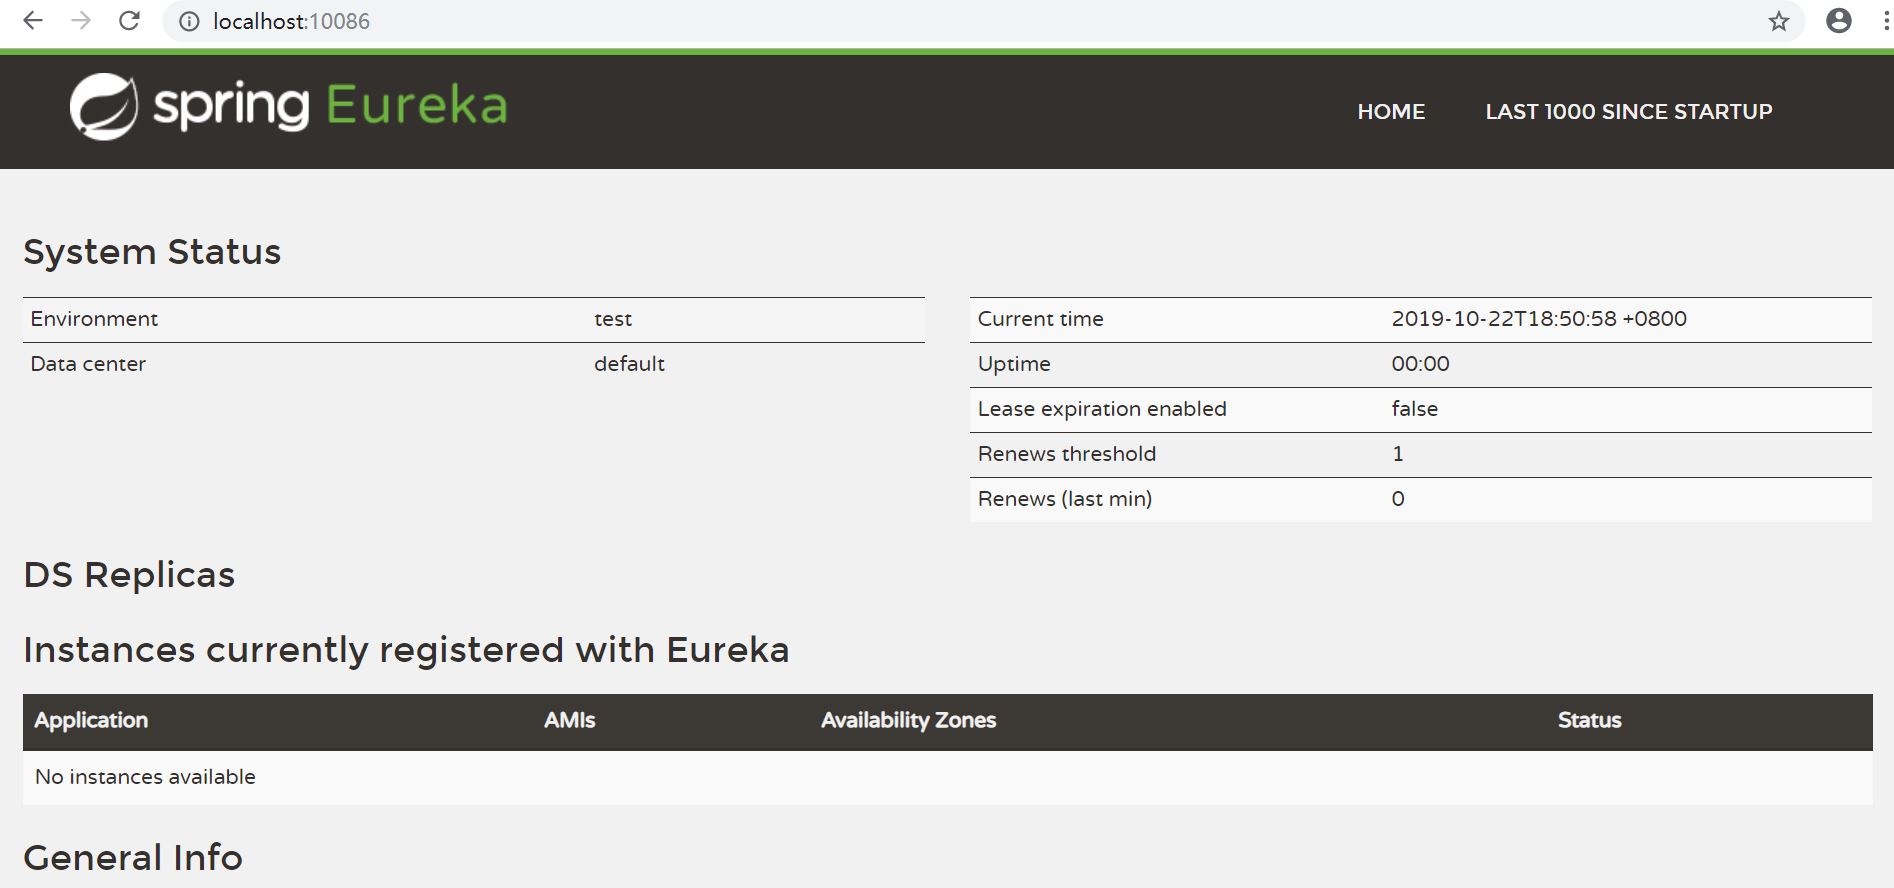 localhost:10086
spring Eureka
HOME LAST 1000 SINCE STARTUP
System Status
Environment test
Data center default
Current time 2019-10-22T18:50:58 +0800
Uptime 00:00
Lease expiration enabled false
Renews threshold 1
Renews (last min) 0
DS Replicas
Instances currently registered with Eureka
Application AMIs Availability Zones Status
No instances available
General Info